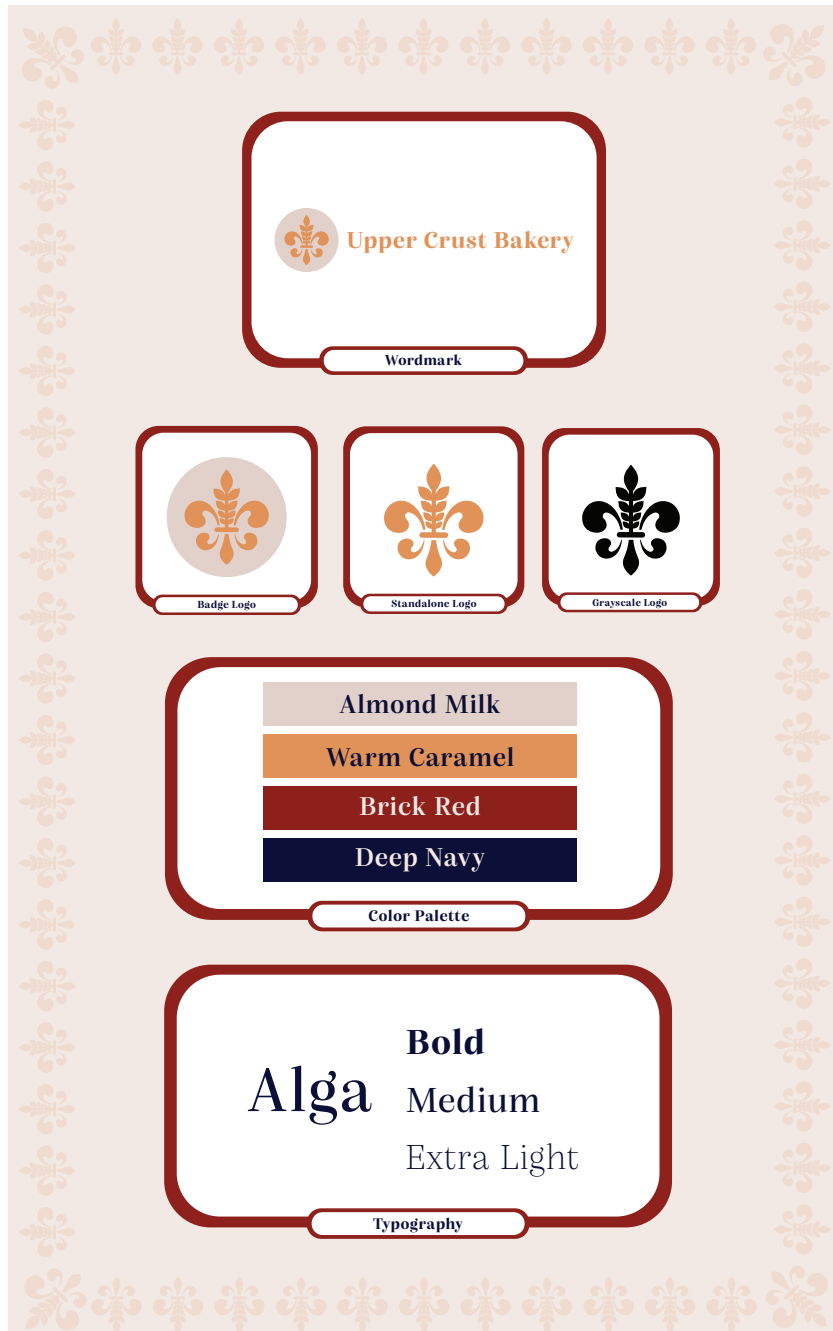 Upper Crust Bakery
Wordmark
Badge Logo
Standalone Logo
Grayscale Logo
Almond Milk
Warm Caramel
Brick Red
Deep Navy
Color Palette
Alga
Bold
Medium
Extra Light
Typography